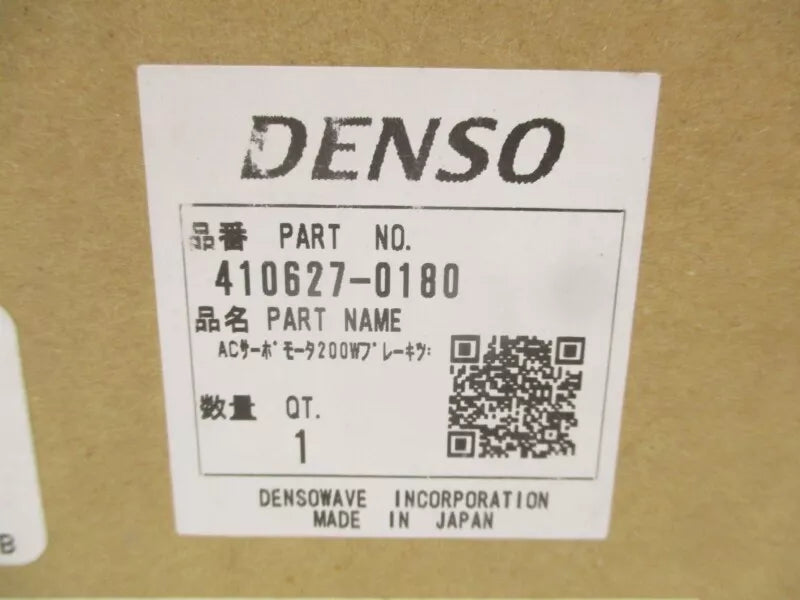 DENSO
品番 PART NO.
410627-0180
品名 PART NAME
ACサーボモータ200Wブレーキツ:
数量 QT.
1
DENSOWAVE INCORPORATION
MADE IN JAPAN
B